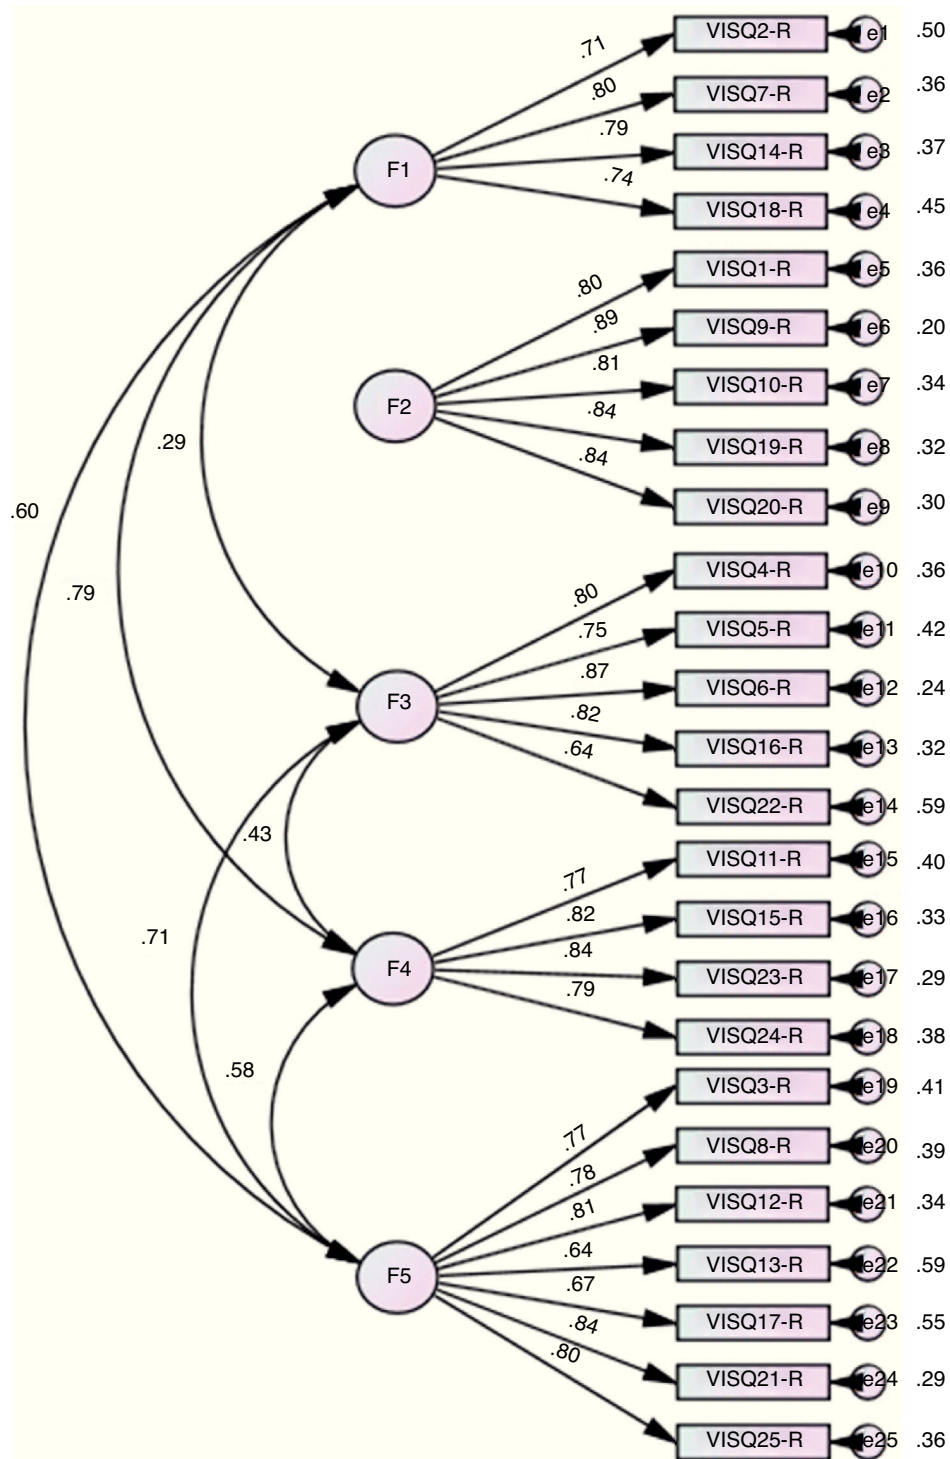 .71 VISQ2-R e1 .50
.80 VISQ7-R e2 .36
.79 VISQ14-R e3 .37
F1
.74 VISQ18-R e4 .45
.80 VISQ1-R e5 .36
.89 VISQ9-R e6 .20
.81 VISQ10-R e7 .34
F2
.84 VISQ19-R e8 .32
.84 VISQ20-R e9 .30
.29
.60
.79
.80 VISQ4-R e10 .36
.75 VISQ5-R e11 .42
.87 VISQ6-R e12 .24
F3
.82 VISQ16-R e13 .32
.64 VISQ22-R e14 .59
.43
.71
.77 VISQ11-R e15 .40
.82 VISQ15-R e16 .33
.84 VISQ23-R e17 .29
F4
.79 VISQ24-R e18 .38
.58
.77 VISQ3-R e19 .41
.78 VISQ8-R e20 .39
.81 VISQ12-R e21 .34
.64 VISQ13-R e22 .59
F5
.67 VISQ17-R e23 .55
.84 VISQ21-R e24 .29
.80 VISQ25-R e25 .36